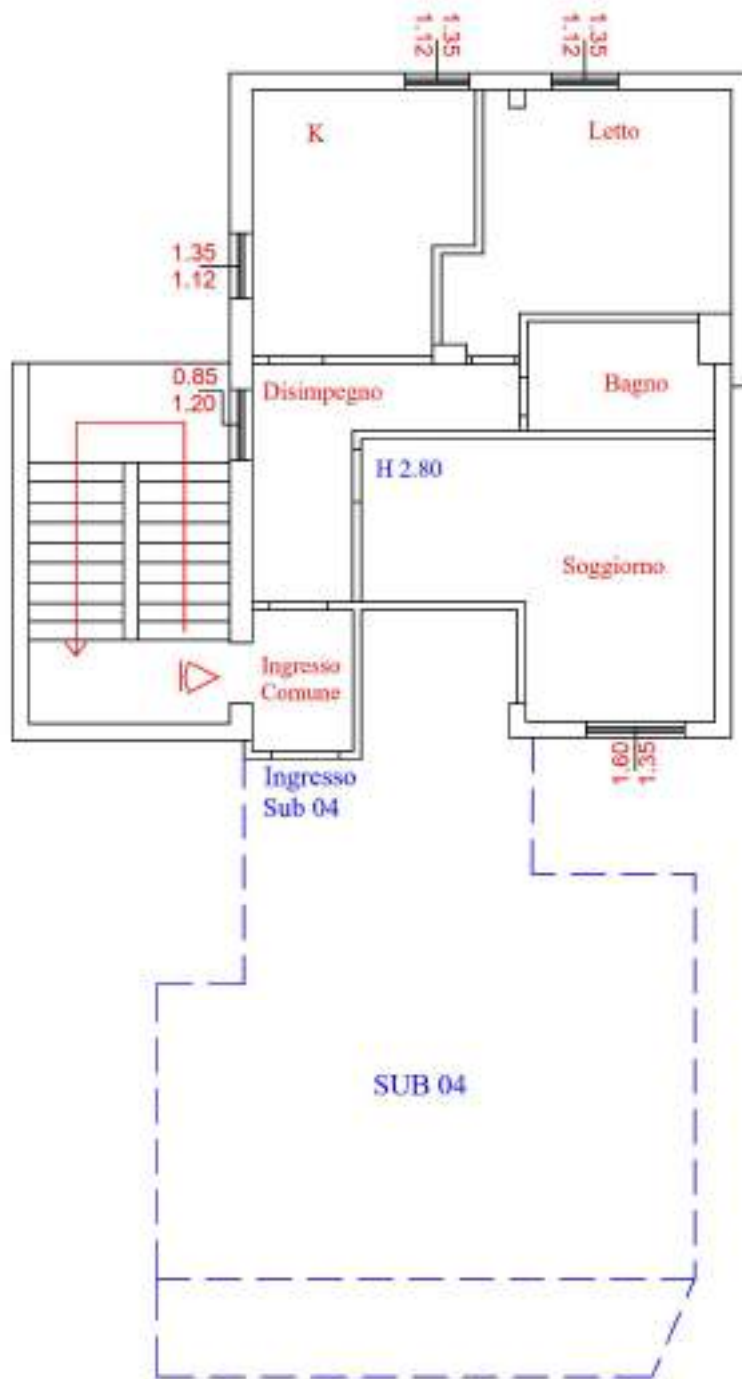 1.35
1.12
1.35
1.12
K
Letto
1.35
1.12
0.85
1.20
Disimpegno
Bagno
H 2.80
Soggiorno
Ingresso
Comune
1.60
1.35
Ingresso
Sub 04
SUB 04